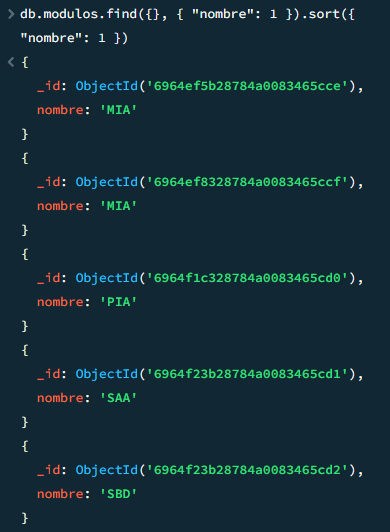 > db.modulos.find({}, { "nombre": 1 }).sort({
"nombre": 1 })
< {
_id: ObjectId('6964ef5b28784a0083465cce'),
nombre: 'MIA'
}
{
_id: ObjectId('6964ef8328784a0083465ccf'),
nombre: 'MIA'
}
{
_id: ObjectId('6964f1c328784a0083465cd0'),
nombre: 'PIA'
}
{
_id: ObjectId('6964f23b28784a0083465cd1'),
nombre: 'SAA'
}
{
_id: ObjectId('6964f23b28784a0083465cd2'),
nombre: 'SBD'
}